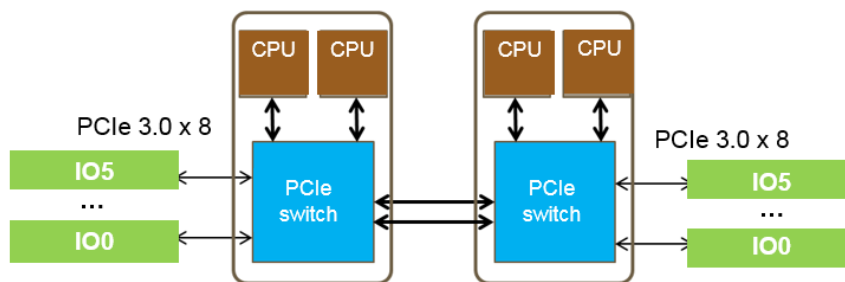 CPU
CPU
CPU
CPU
PCIe 3.0 x 8
PCIe 3.0 x 8
IO5
...
IO0
PCIe
switch
PCIe
switch
IO5
...
IO0